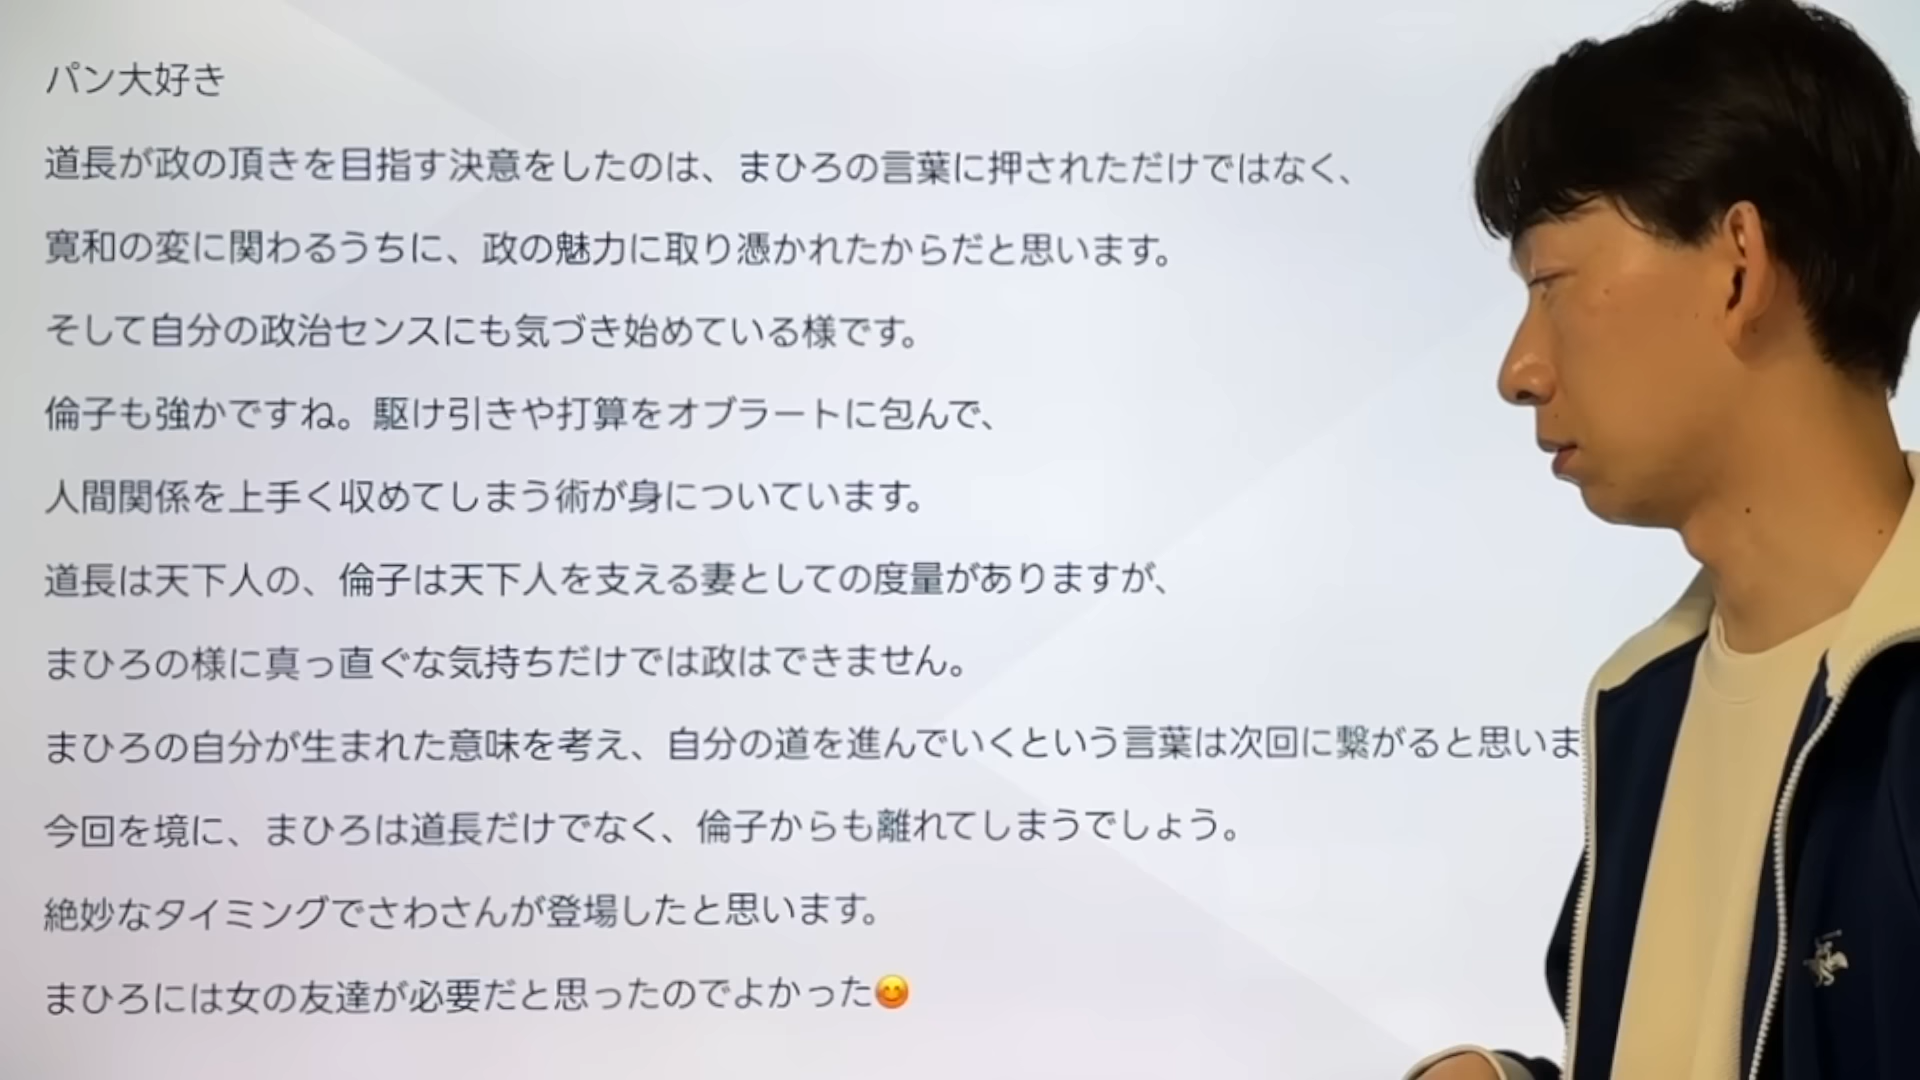 パン大好き
道長が政の頂きを目指す決意をしたのは、まひろの言葉に押されただけではなく、
寛和の変に関わるうちに、政の魅力に取り憑かれたからだと思います。
そして自分の政治センスにも気づき始めている様です。
倫子も強かですね。駆け引きや打算をオブラートに包んで、
人間関係を上手く収めてしまう術が身についています。
道長は天下人の、倫子は天下人を支える妻としての度量がありますが、
まひろの様に真っ直ぐな気持ちだけでは政はできません。
まひろの自分が生まれた意味を考え、自分の道を進んでいくという言葉は次回に繋がると思いま
今回を境に、まひろは道長だけでなく、倫子からも離れてしまうでしょう。
絶妙なタイミングでさわさんが登場したと思います。
まひろには女の友達が必要だと思ったのでよかった😊